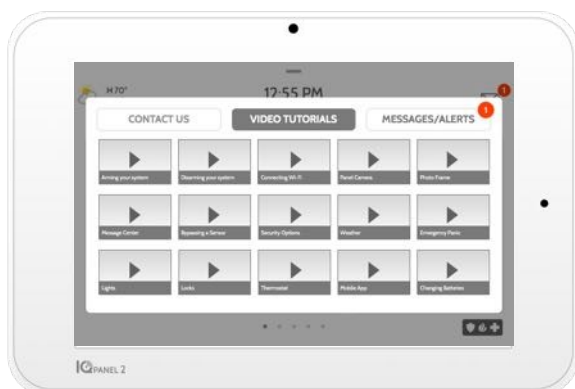 H 70°
12:55 PM
1
CONTACT US
VIDEO TUTORIALS
MESSAGES/ALERTS
1
Arming your system
Disarming your system
Connecting Wi-Fi
Panel Camera
Photo Frame
Message Center
Bypassing a Sensor
Security Options
Weather
Emergency Panic
Lights
Locks
Thermostat
Mobile App
Changing Batteries
IQ PANEL 2